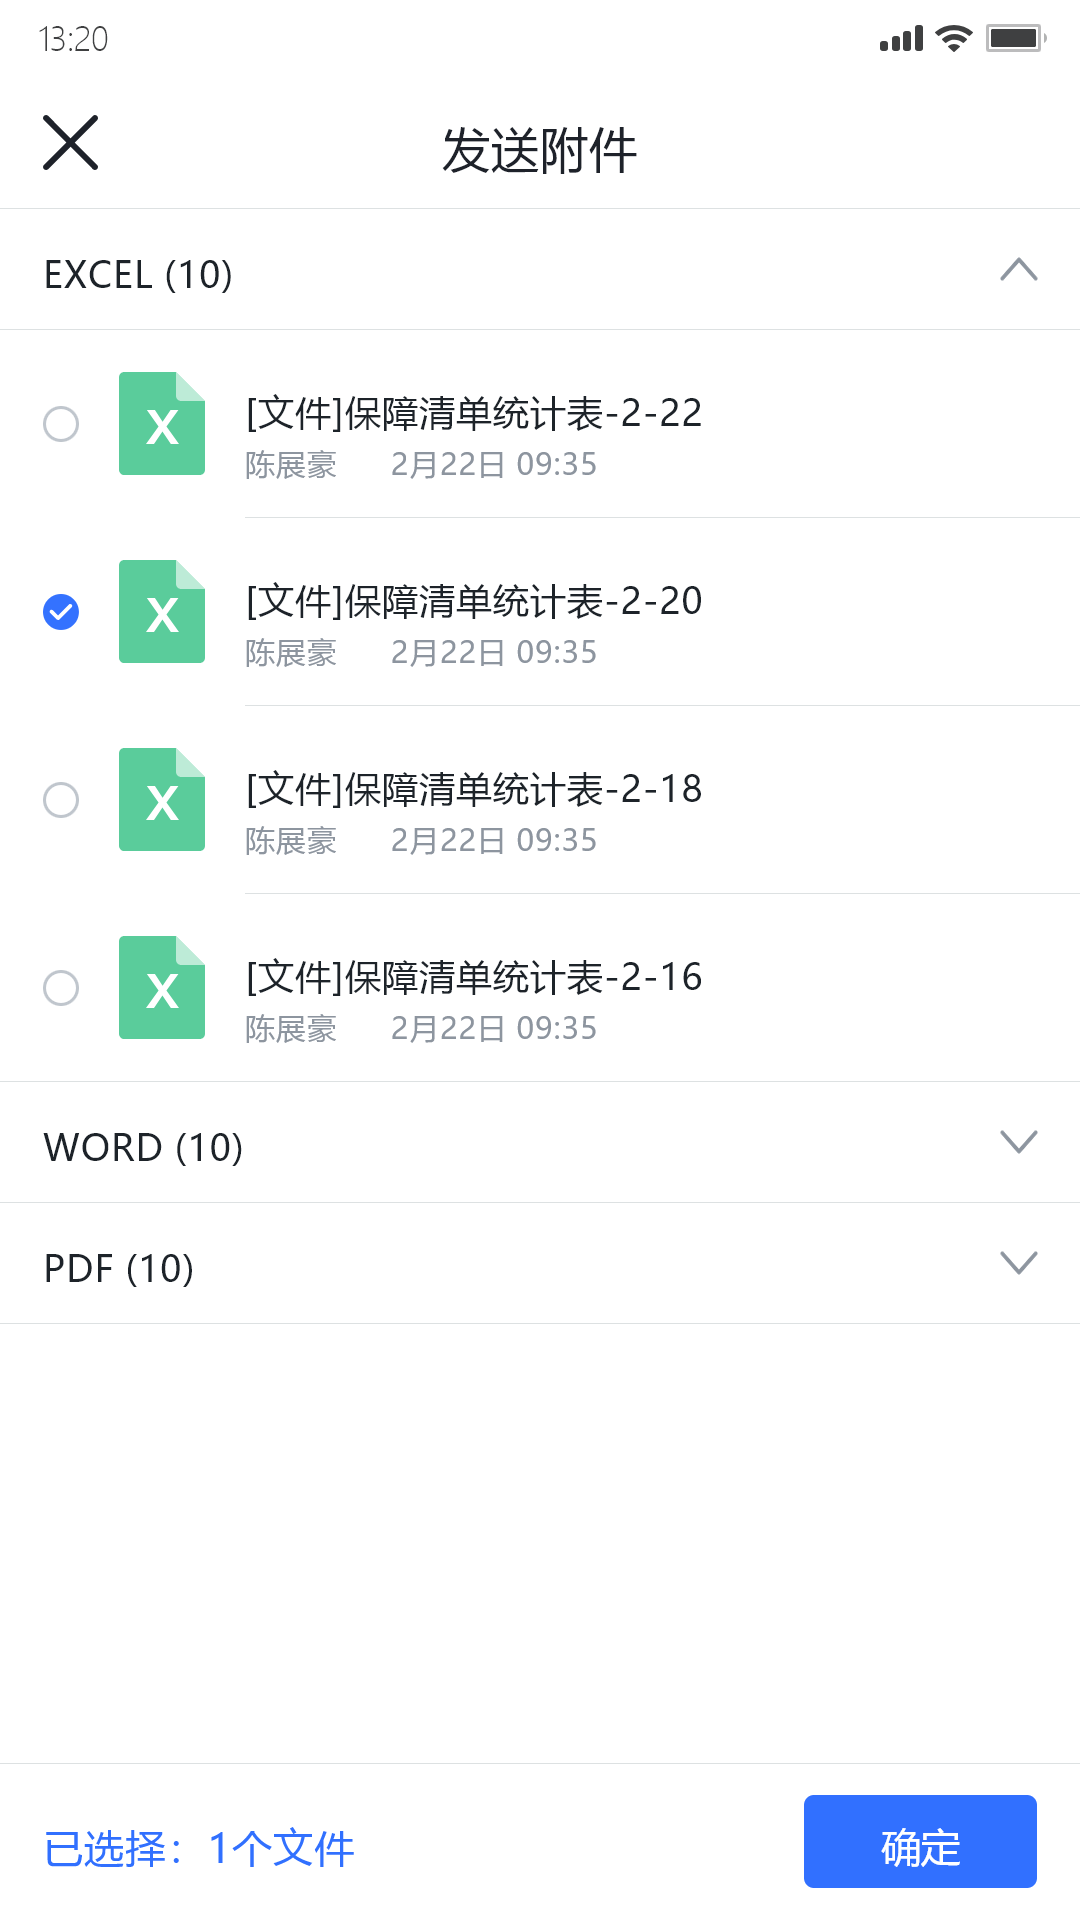 13:20
发送附件
EXCEL (10)
X
[文件]保障清单统计表-2-22
陈展豪 2月22日 09:35
X
[文件]保障清单统计表-2-20
陈展豪 2月22日 09:35
X
[文件]保障清单统计表-2-18
陈展豪 2月22日 09:35
X
[文件]保障清单统计表-2-16
陈展豪 2月22日 09:35
WORD (10)
PDF (10)
已选择：1个文件
确定